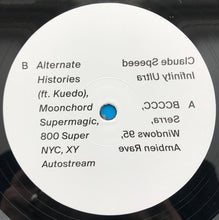 B Alternate
Histories
(ft. Kuedo),
Moonchord
Supermagic,
800 Super
NYC, XY
Autostream
Claude Speeed
Infinity Ultra
A BCCCC,
Serra,
Windows 95,
Ambien Rave